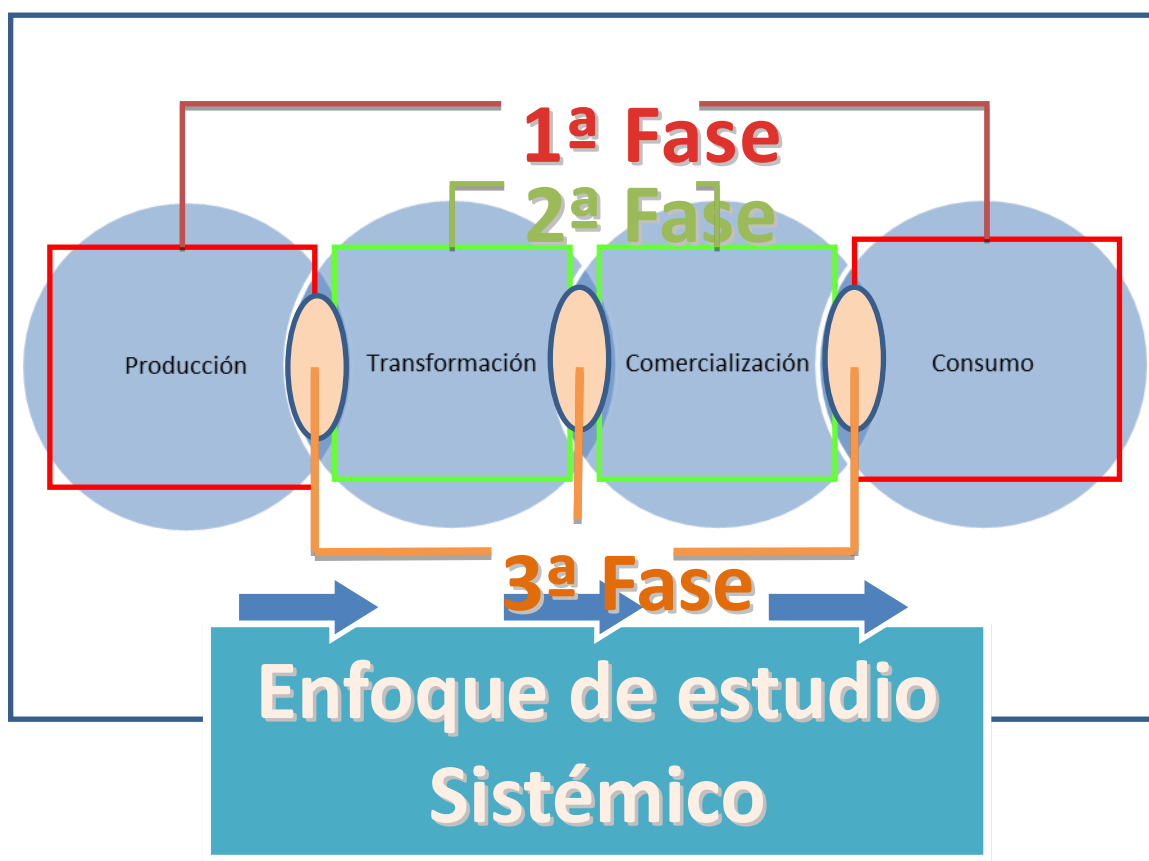 1ª Fase
2ª Fase
Producción
Transformación
Comercialización
Consumo
3ª Fase
Enfoque de estudio
Sistémico